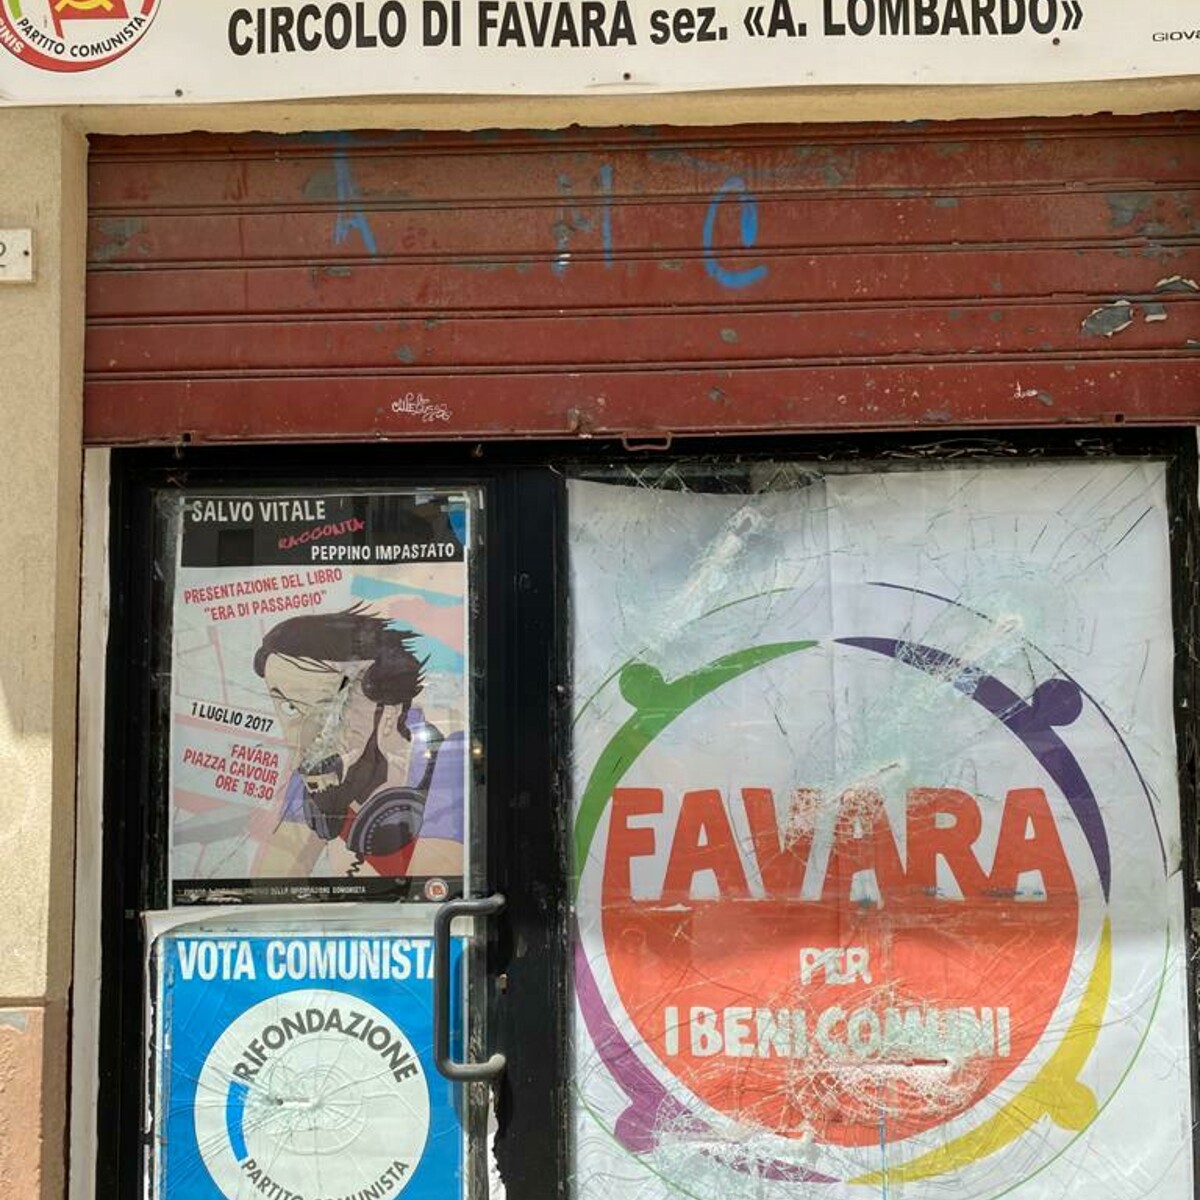 PARTITO COMUNISTA
CIRCOLO DI FAVARA sez. «A. LOMBARDO»
A M C
SALVO VITALE
RACCONTA
PEPPINO IMPASTATO
PRESENTAZIONE DEL LIBRO
"ERA DI PASSAGGIO"
1 LUGLIO 2017
FAVARA
PIAZZA CAVOUR
ORE 18:30
VOTA COMUNISTA
RIFONDAZIONE
PARTITO COMUNISTA
FAVARA
PER
I BENI COMUNI